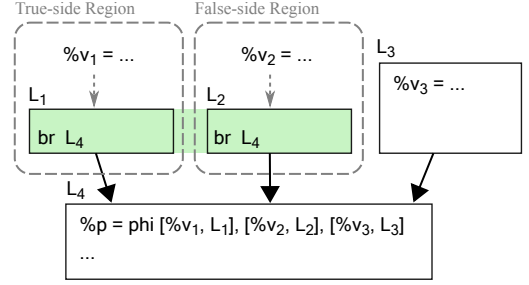 True-side Region
False-side Region
%v₁ = ...
%v₂ = ...
L₃
%v₃ = ...
L₁
L₂
br L₄
br L₄
L₄
%p = phi [%v₁, L₁], [%v₂, L₂], [%v₃, L₃]
...